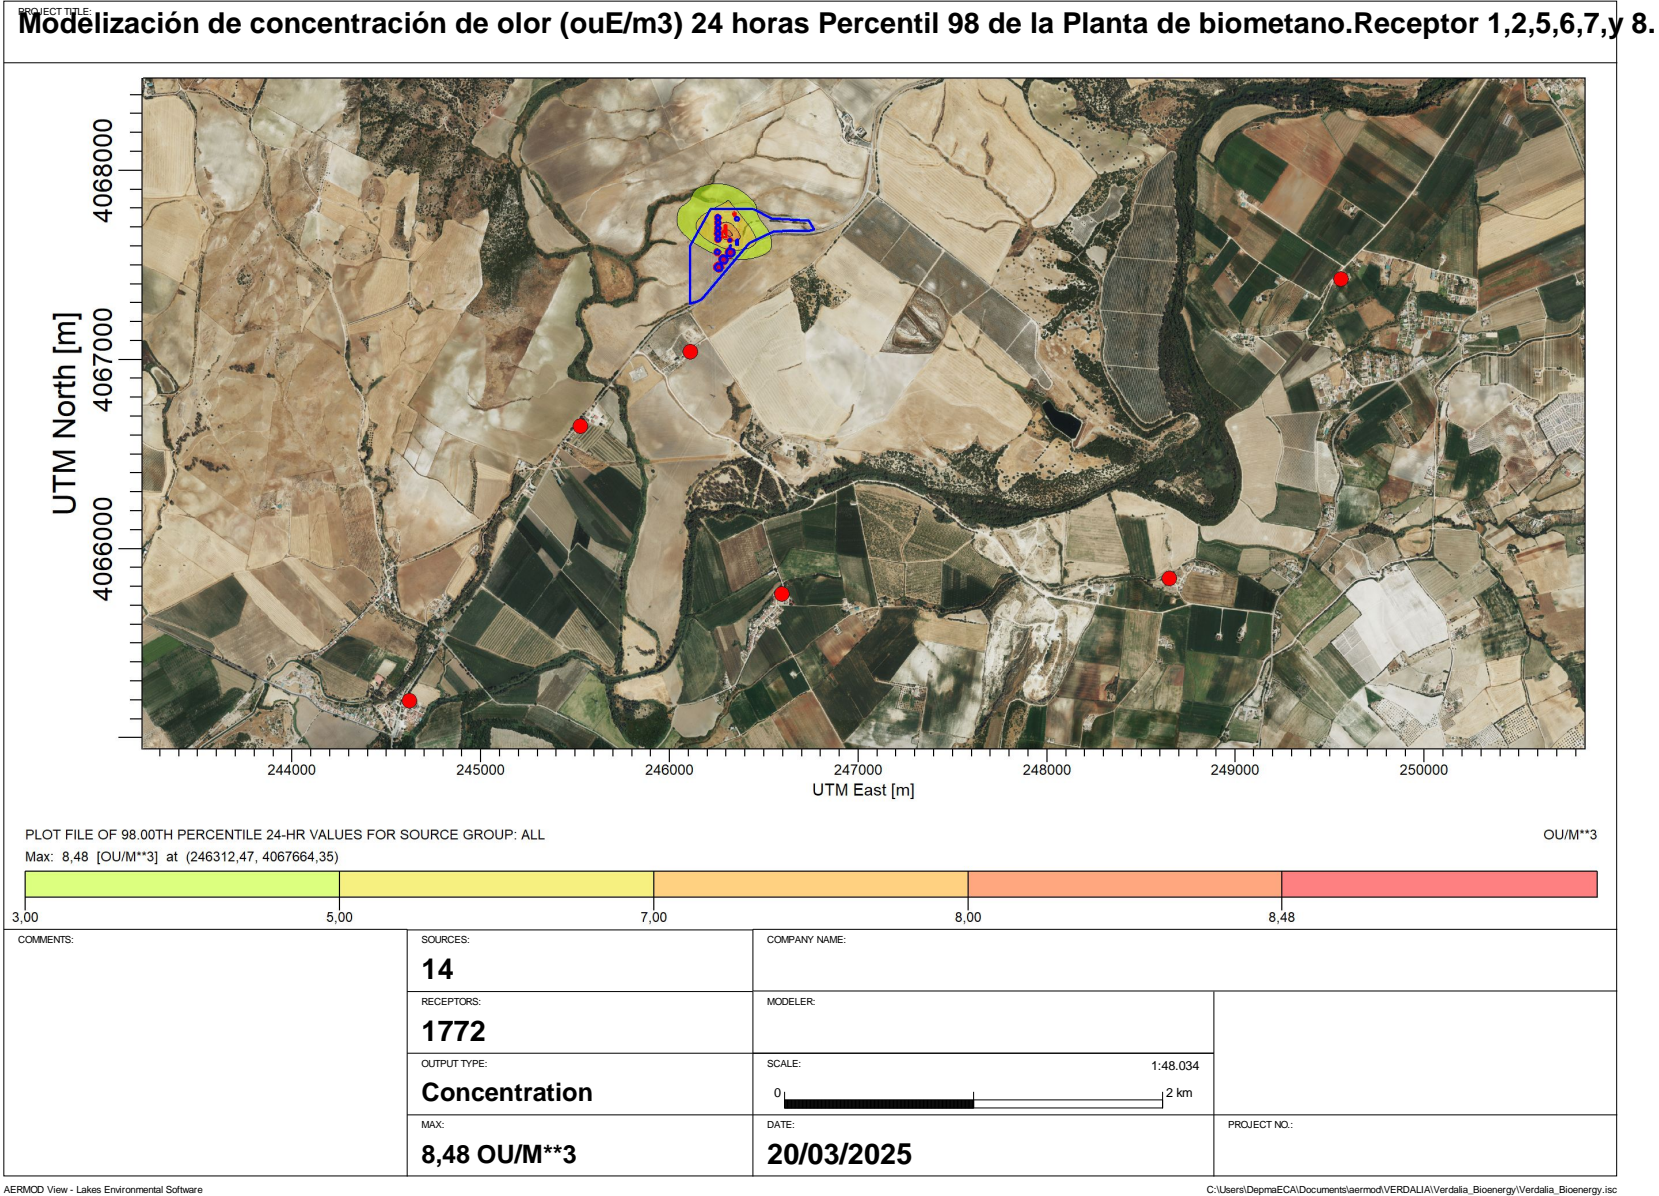 PROJECT TITLE:
Modelización de concentración de olor (ouE/m3) 24 horas Percentil 98 de la Planta de biometano.Receptor 1,2,5,6,7,y 8.
UTM North [m]
4068000
4067000
4066000
244000
245000
246000
247000
248000
249000
250000
UTM East [m]
PLOT FILE OF 98.00TH PERCENTILE 24-HR VALUES FOR SOURCE GROUP: ALL
OU/M**3
Max: 8,48 [OU/M**3] at (246312,47, 4067664,35)
3,00
5,00
7,00
8,00
8,48
COMMENTS:
SOURCES:
14
COMPANY NAME:
RECEPTORS:
1772
MODELER:
OUTPUT TYPE:
Concentration
SCALE:
1:48.034
0
2 km
MAX:
8,48 OU/M**3
DATE:
20/03/2025
PROJECT NO.:
AERMOD View - Lakes Environmental Software
C:\Users\DepmaECA\Documents\aermod\VERDALIA\Verdalia_Bioenergy\Verdalia_Bioenergy.isc